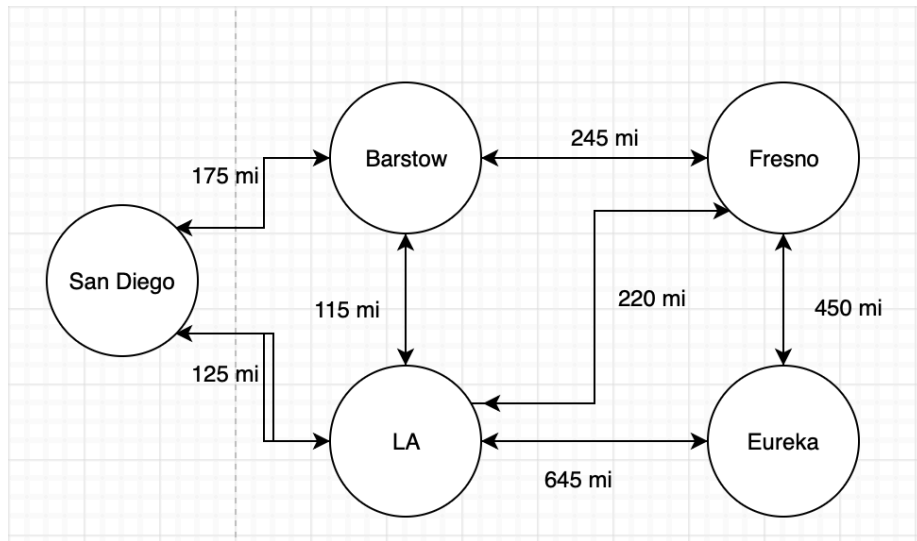 245 mi
Barstow
Fresno
175 mi
San Diego
115 mi
220 mi
450 mi
125 mi
LA
Eureka
645 mi